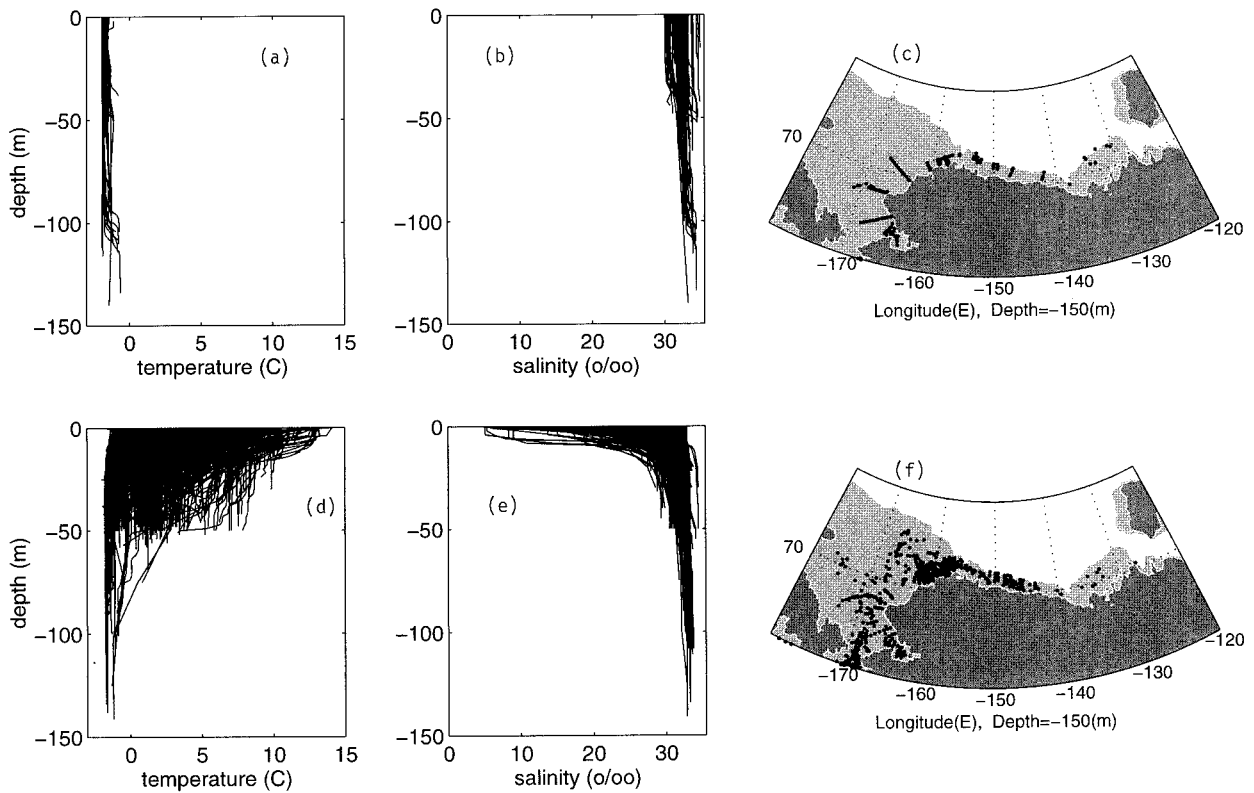 0
−50
−100
−150
depth (m)
0 5 10 15
temperature (C)
(a)
0
−50
−100
−150
0 10 20 30
salinity (o/oo)
(b)
(c)
70
−170
−160
−150
−140
−130
−120
Longitude(E), Depth=−150(m)
0
−50
−100
−150
depth (m)
0 5 10 15
temperature (C)
(d)
0
−50
−100
−150
0 10 20 30
salinity (o/oo)
(e)
(f)
70
−170
−160
−150
−140
−130
−120
Longitude(E), Depth=−150(m)